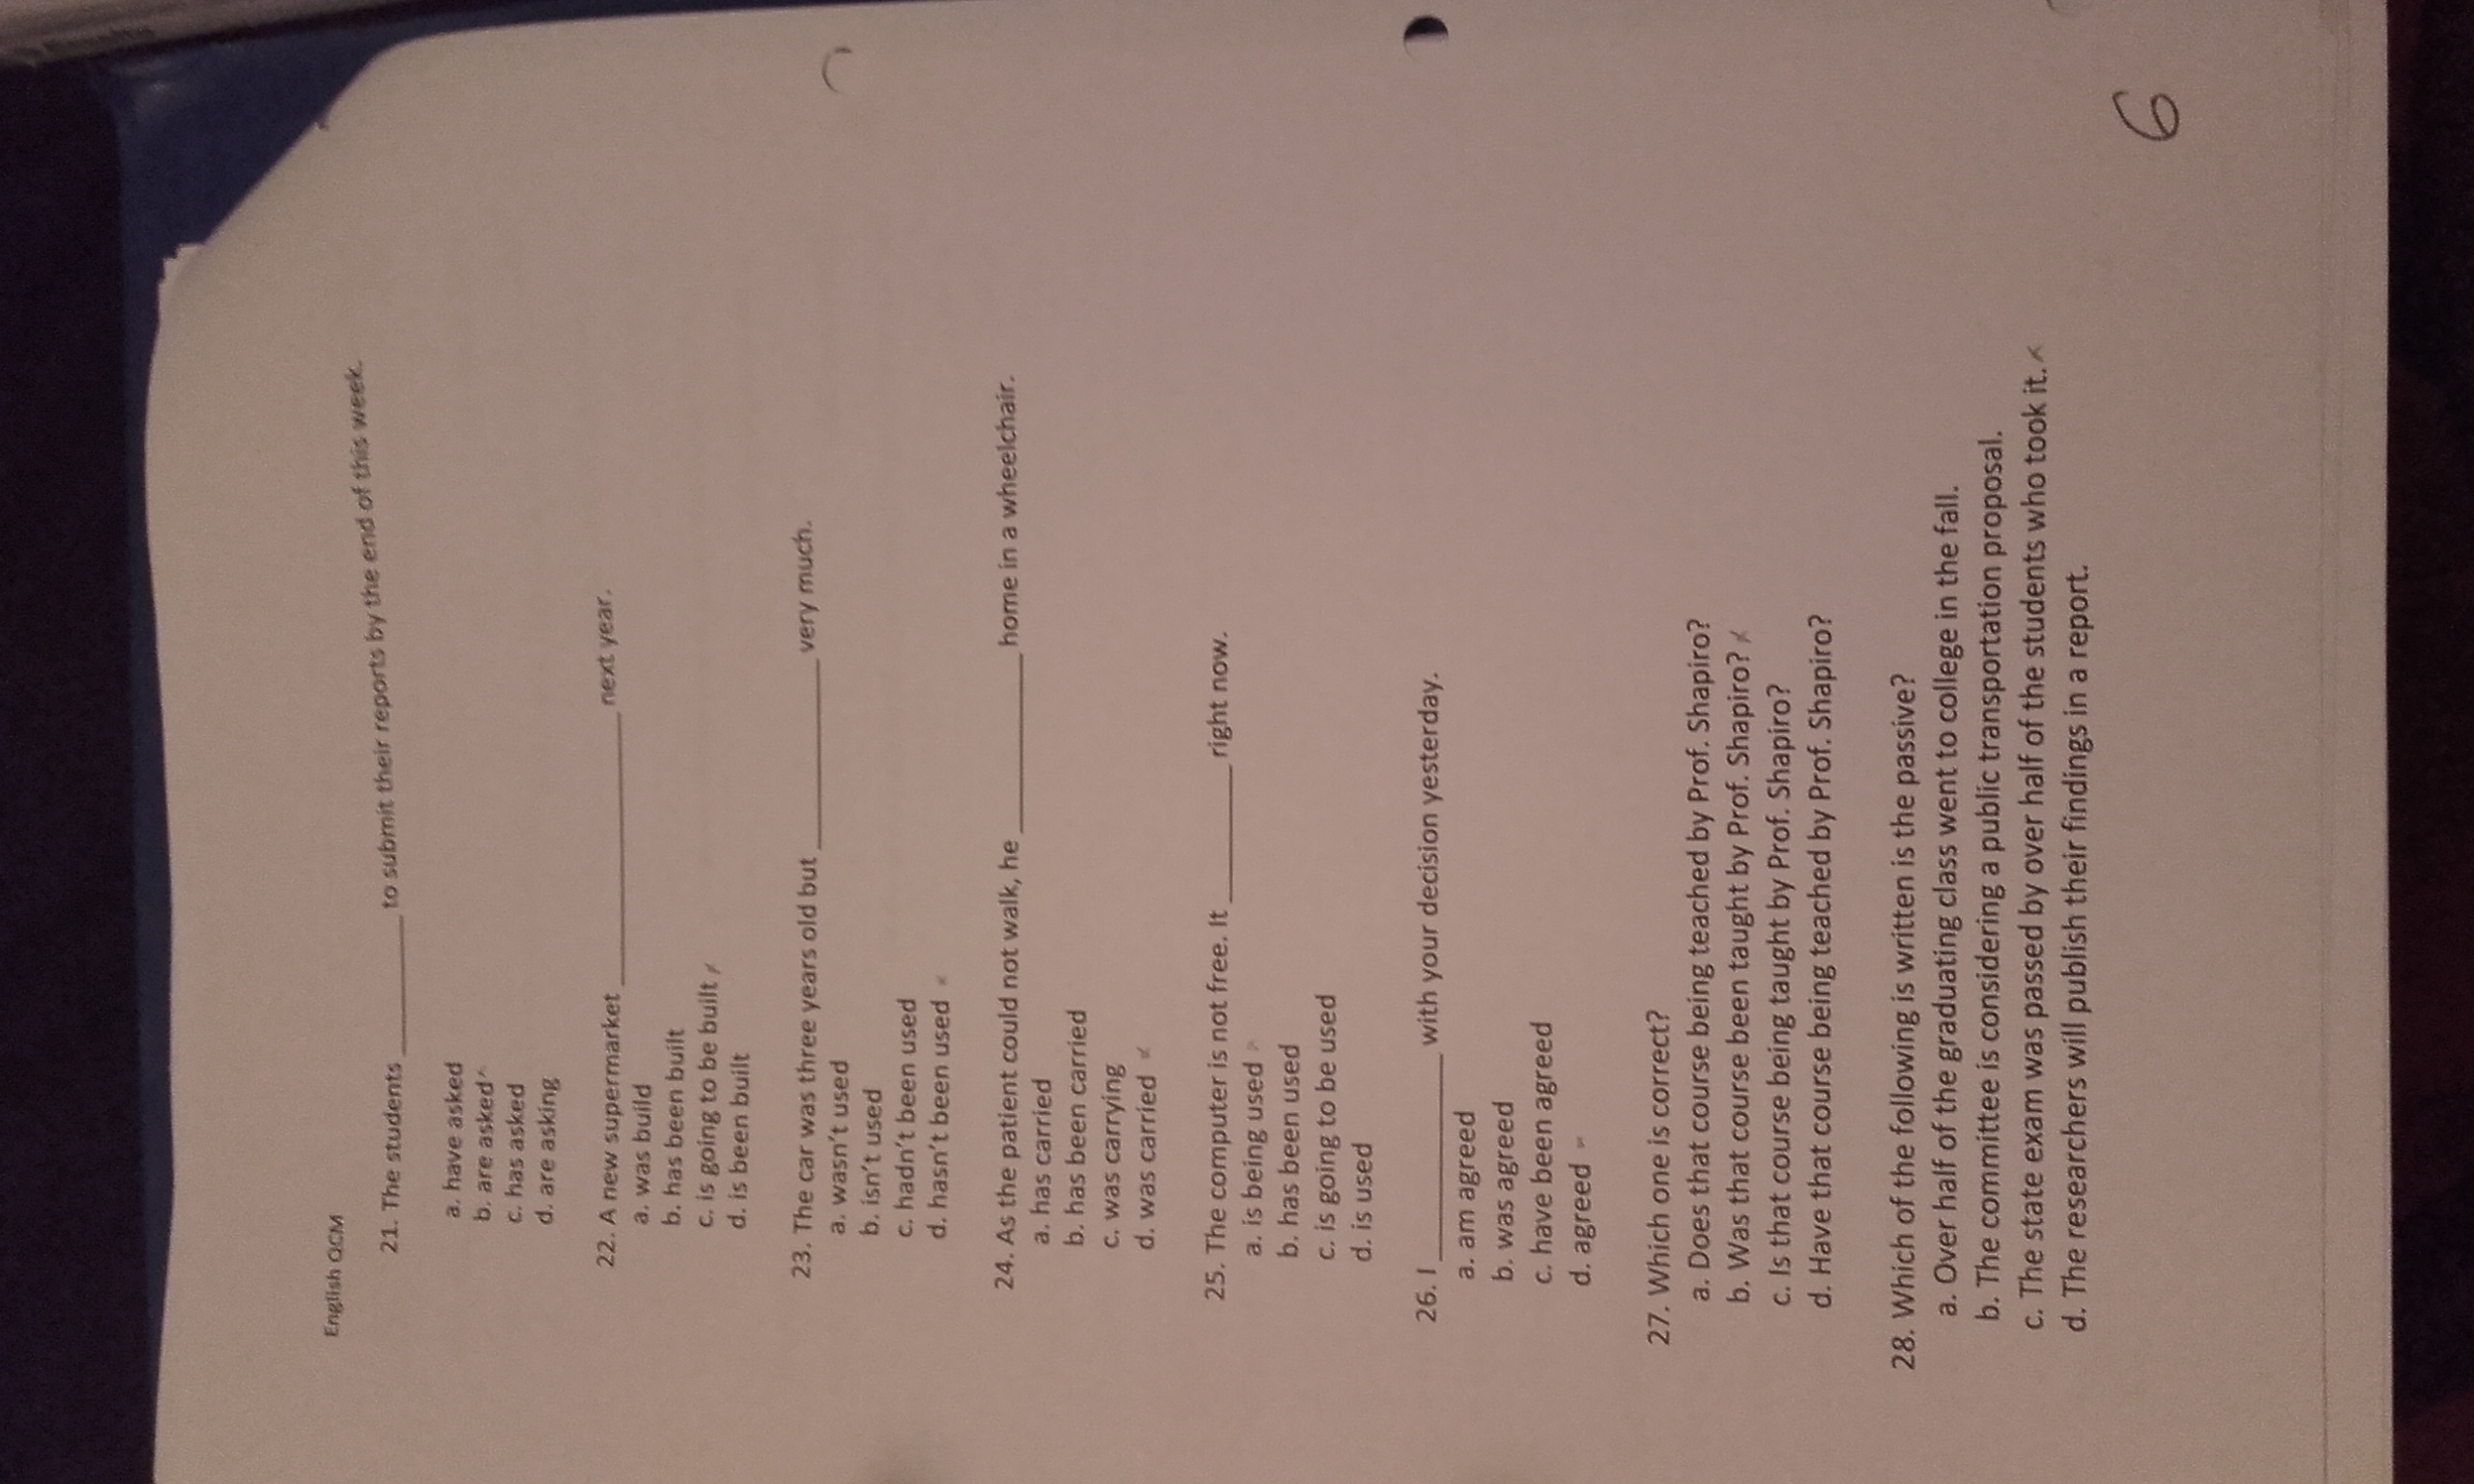 English QCM
21. The students __________ to submit their reports by the end of this week.
a. have asked
b. are asked
c. has asked
d. are asking
22. A new supermarket ____________________ next year.
a. was build
b. has been built
c. is going to be built
d. is been built
23. The car was three years old but ______________ very much.
a. wasn't used
b. isn't used
c. hadn't been used
d. hasn't been used
24. As the patient could not walk, he _____________ home in a wheelchair.
a. has carried
b. has been carried
c. was carrying
d. was carried
25. The computer is not free. It __________ right now.
a. is being used
b. has been used
c. is going to be used
d. is used
26. I _______________ with your decision yesterday.
a. am agreed
b. was agreed
c. have been agreed
d. agreed
27. Which one is correct?
a. Does that course being teached by Prof. Shapiro?
b. Was that course been taught by Prof. Shapiro?
c. Is that course being taught by Prof. Shapiro?
d. Have that course being teached by Prof. Shapiro?
28. Which of the following is written is the passive?
a. Over half of the graduating class went to college in the fall.
b. The committee is considering a public transportation proposal.
c. The state exam was passed by over half of the students who took it.
d. The researchers will publish their findings in a report.
6